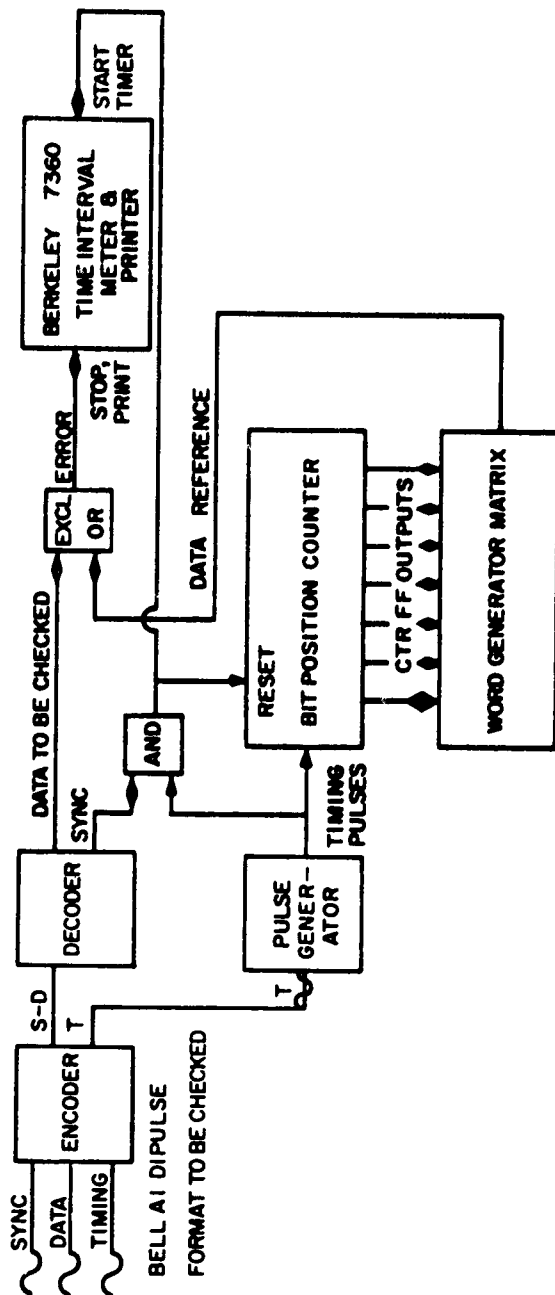 SYNC
DATA
TIMING
BELL A1 DIPULSE
FORMAT TO BE CHECKED
ENCODER
S-D
T
T
DECODER
DATA TO BE CHECKED
SYNC
PULSE
GENER-
ATOR
TIMING
PULSES
AND
RESET
BIT POSITION COUNTER
CTR FF OUTPUTS
WORD GENERATOR MATRIX
DATA REFERENCE
EXCL
OR
ERROR
STOP,
PRINT
BERKELEY 7360
TIME INTERVAL
METER &
PRINTER
START
TIMER